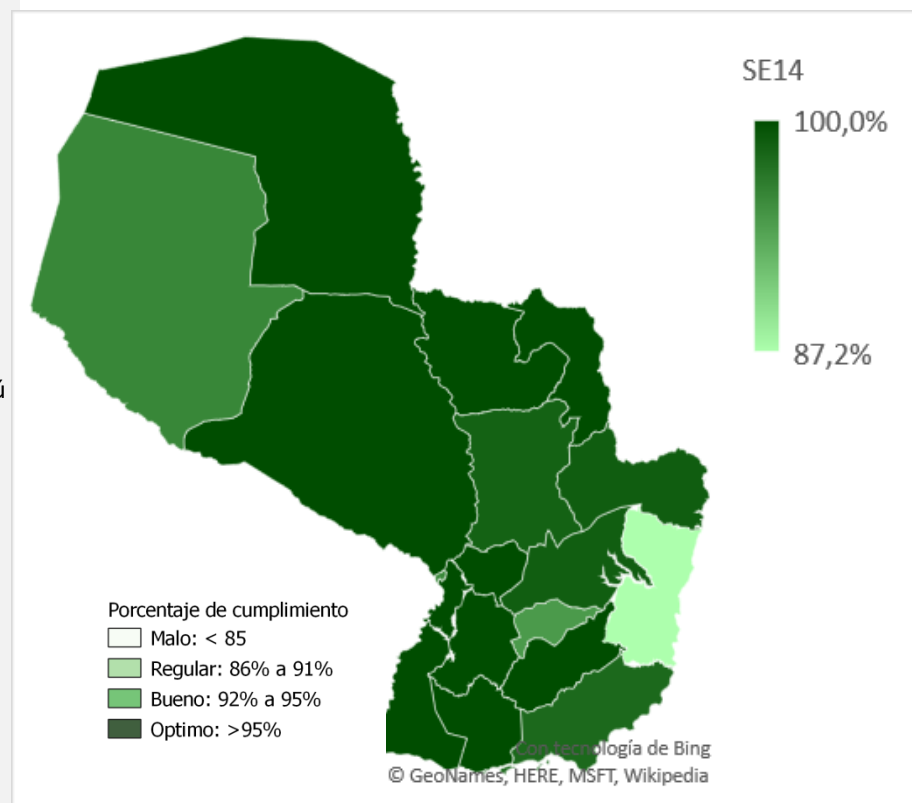 SE14
100,0%
87,2%
ú
Porcentaje de cumplimiento
Malo: < 85
Regular: 86% a 91%
Bueno: 92% a 95%
Optimo: >95%
Con tecnología de Bing
© GeoNames, HERE, MSFT, Wikipedia